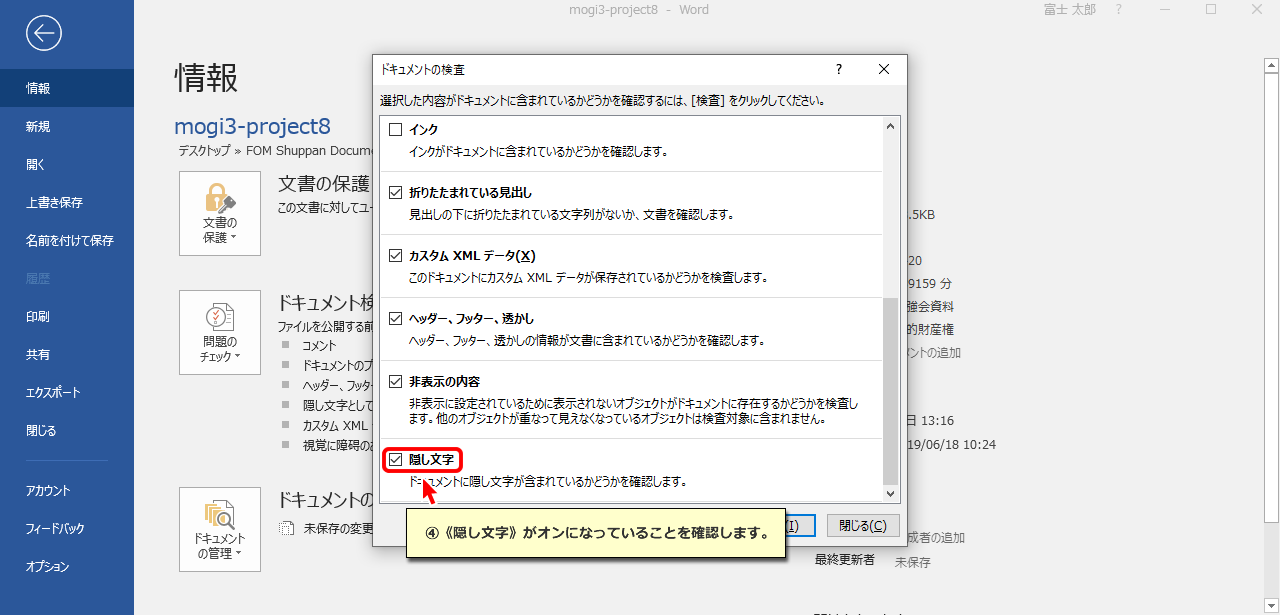 mogi3-project8 - Word
富士 太郎
?
情報
新規
開く
上書き保存
名前を付けて保存
履歴
印刷
共有
エクスポート
閉じる
アカウント
フィードバック
オプション
情報
mogi3-project8
デスクトップ » FOM Shuppan Docum
文書の
保護
文書の保護
この文書に対してユー
問題の
チェック
ドキュメント検
ファイルを公開する前
コメント
ドキュメントのプ
ヘッダー、フッタ
隠し文字として
カスタム XML
視覚に障碍のあ
ドキュメント
の管理
ドキュメントの
未保存の変更
ドキュメントの検査
?
選択した内容がドキュメントに含まれているかどうかを確認するには、[検査] をクリックしてください。
インク
インクがドキュメントに含まれているかどうかを確認します。
折りたたまれている見出し
見出しの下に折りたたまれている文字列がないか、文書を確認します。
カスタム XML データ(X)
このドキュメントにカスタム XML データが保存されているかどうかを検査します。
ヘッダー、フッター、透かし
ヘッダー、フッター、透かしの情報が文書に含まれているかどうかを確認します。
非表示の内容
非表示に設定されているために表示されないオブジェクトがドキュメントに存在するかどうかを検査し
ます。他のオブジェクトが重なって見えなくなっているオブジェクトは検査対象に含まれません。
隠し文字
ドキュメントに隠し文字が含まれているかどうかを確認します。
(I)
閉じる(C)
④《隠し文字》がオンになっていることを確認します。
.5KB
20
9159 分
強会資料
的財産権
ントの追加
日 13:16
19/06/18 10:24
成者の追加
最終更新者
未保存